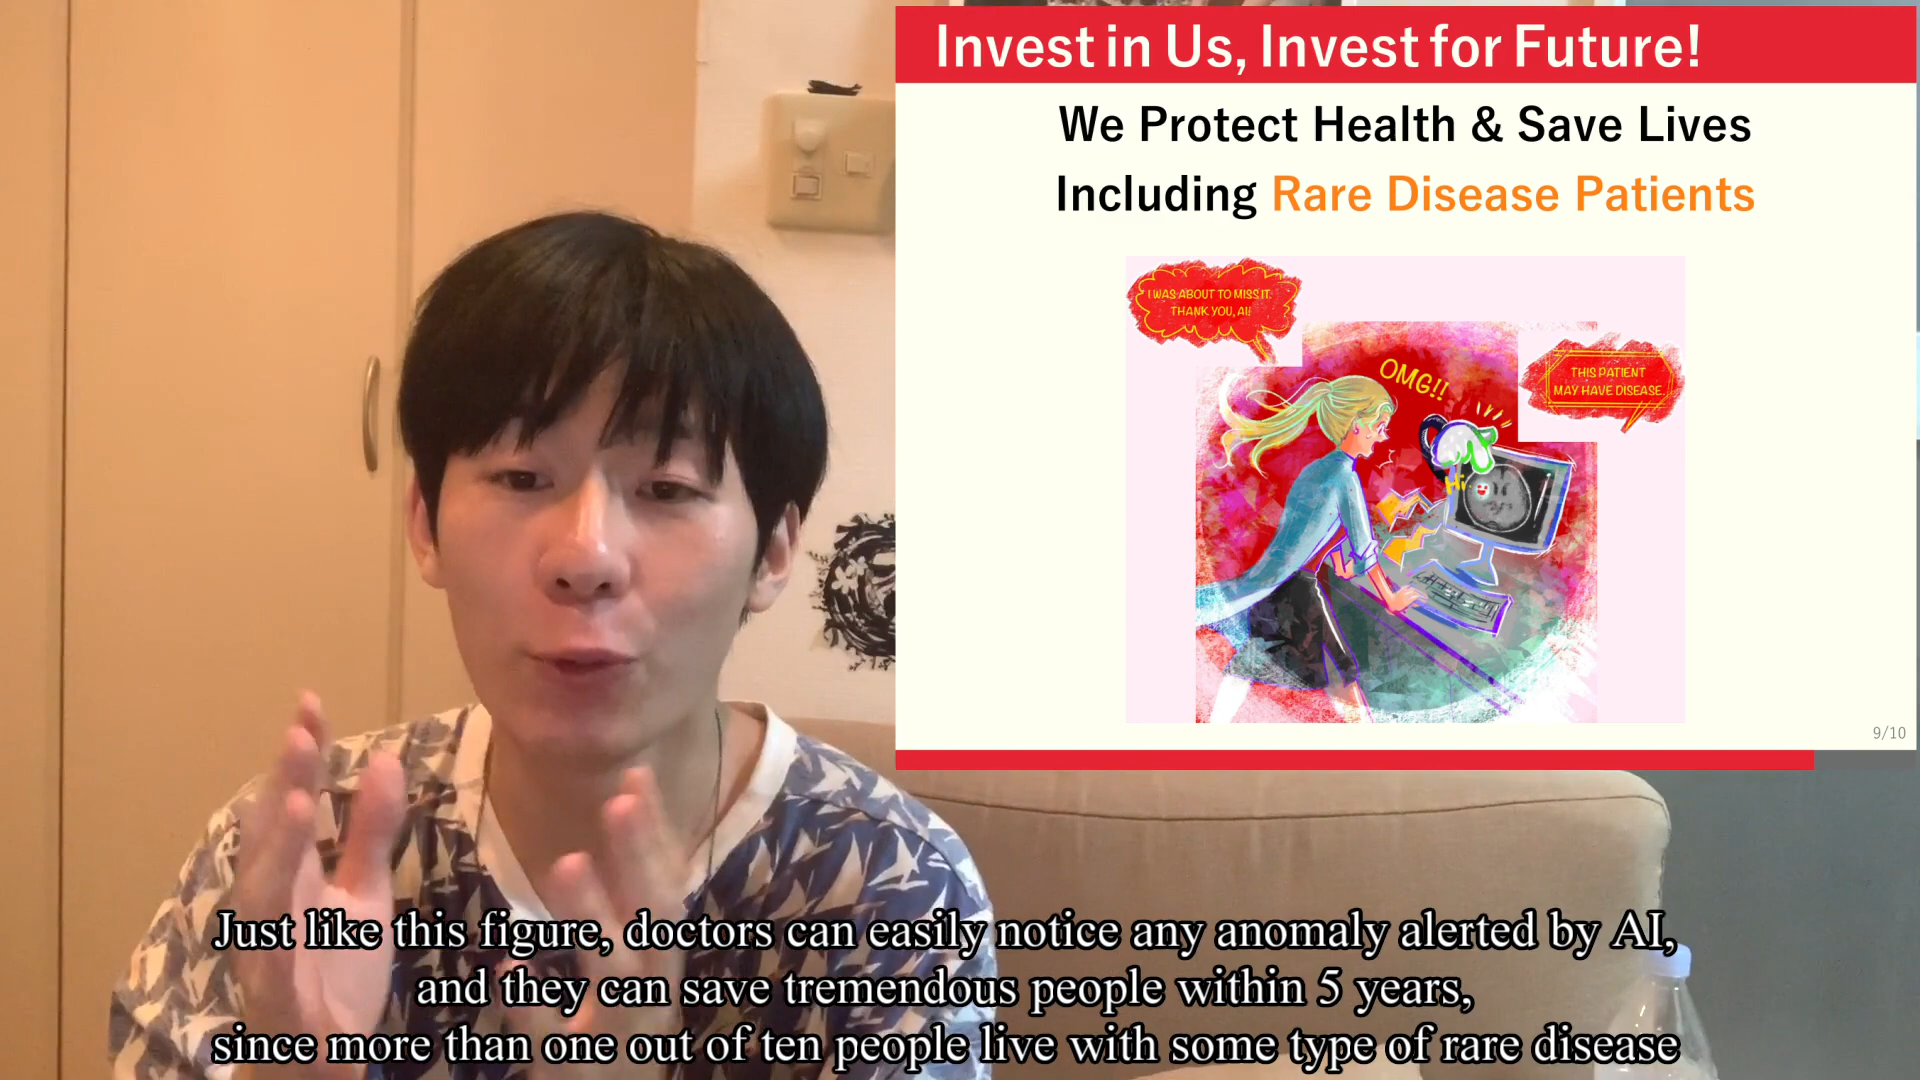 Invest in Us, Invest for Future!
We Protect Health & Save Lives
Including Rare Disease Patients
I WAS ABOUT TO MISS IT.
THANK YOU, AI!
OMG!!
THIS PATIENT
MAY HAVE DISEASE.
Hi
9/10
Just like this figure, doctors can easily notice any anomaly alerted by AI,
and they can save tremendous people within 5 years,
since more than one out of ten people live with some type of rare disease